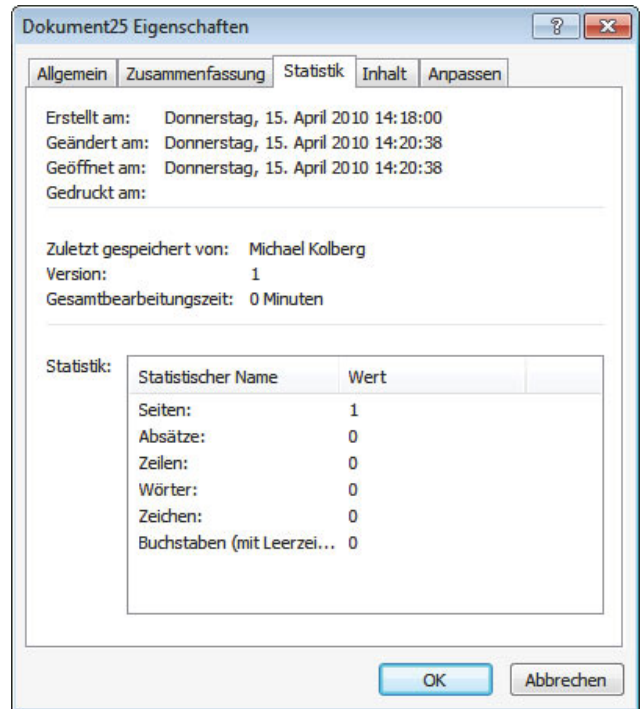 Dokument25 Eigenschaften
Allgemein Zusammenfassung Statistik Inhalt Anpassen
Erstellt am: Donnerstag, 15. April 2010 14:18:00
Geändert am: Donnerstag, 15. April 2010 14:20:38
Geöffnet am: Donnerstag, 15. April 2010 14:20:38
Gedruckt am:
Zuletzt gespeichert von: Michael Kolberg
Version: 1
Gesamtbearbeitungszeit: 0 Minuten
Statistik:
Statistischer Name Wert
Seiten: 1
Absätze: 0
Zeilen: 0
Wörter: 0
Zeichen: 0
Buchstaben (mit Leerzei... 0
OK Abbrechen